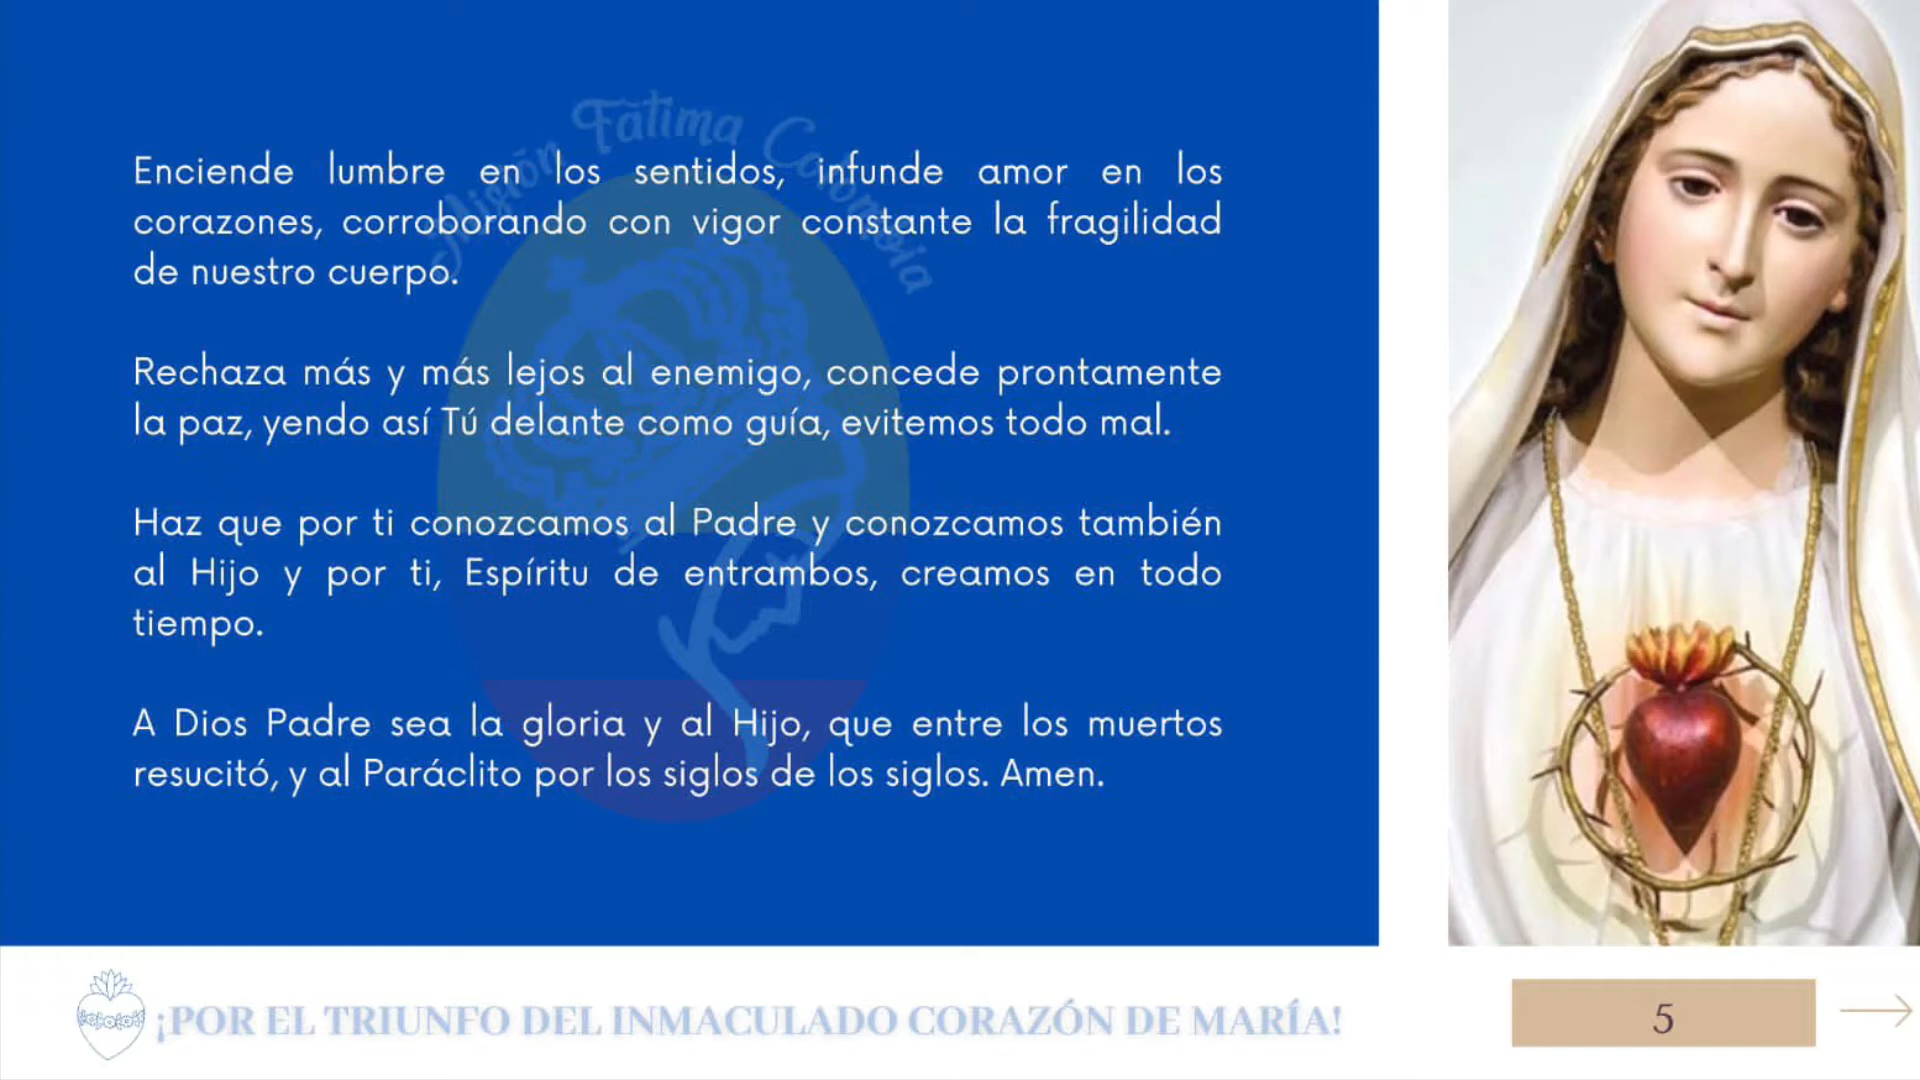 Misión Fátima Colombia
Enciende lumbre en los sentidos, infunde amor en los
corazones, corroborando con vigor constante la fragilidad
de nuestro cuerpo.
Rechaza más y más lejos al enemigo, concede prontamente
la paz, yendo así Tú delante como guía, evitemos todo mal.
Haz que por ti conozcamos al Padre y conozcamos también
al Hijo y por ti, Espíritu de entrambos, creamos en todo
tiempo.
A Dios Padre sea la gloria y al Hijo, que entre los muertos
resucitó, y al Paráclito por los siglos de los siglos. Amen.
¡POR EL TRIUNFO DEL INMACULADO CORAZÓN DE MARÍA!
5